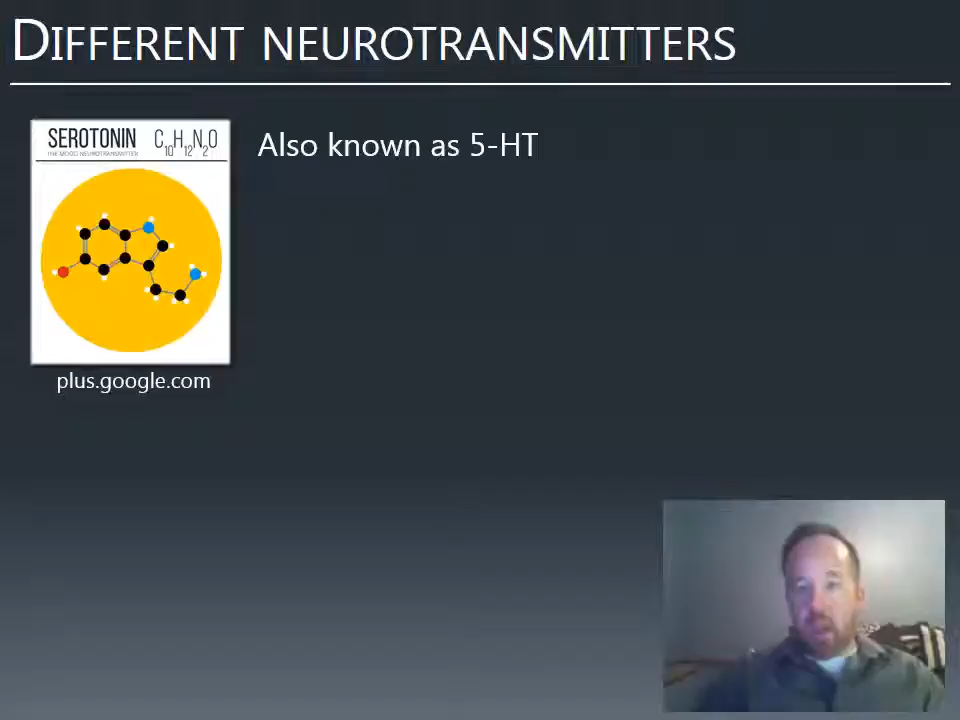 DIFFERENT NEUROTRANSMITTERS
SEROTONIN C10H12N2O
THE MOOD NEUROTRANSMITTER
Also known as 5-HT
plus.google.com